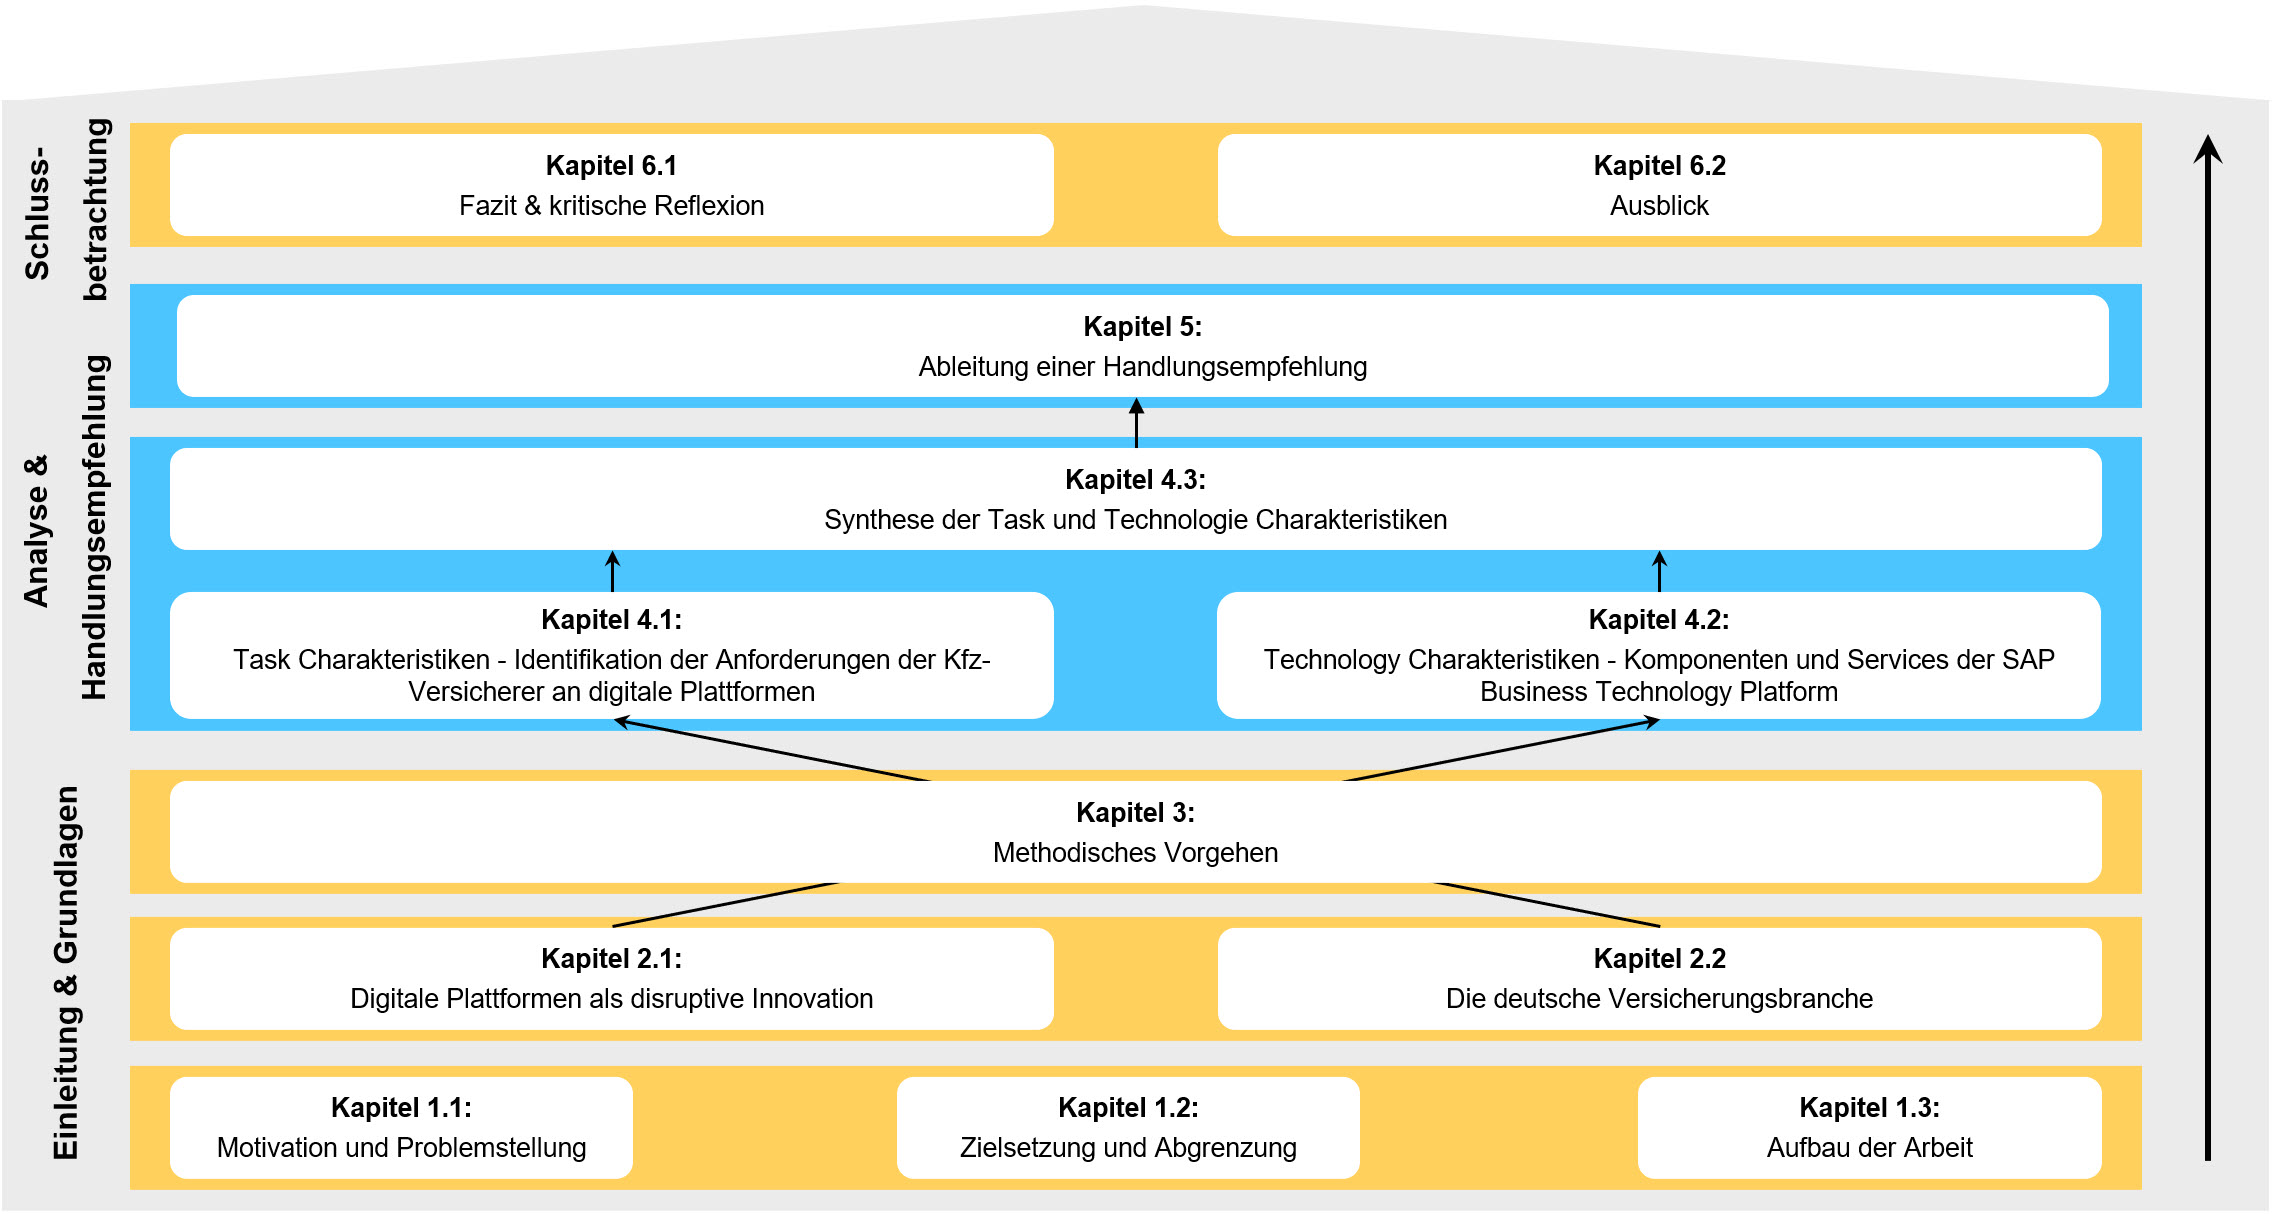 Schluss-
betrachtung
Kapitel 6.1
Fazit & kritische Reflexion
Kapitel 6.2
Ausblick
Analyse &
Handlungsempfehlung
Kapitel 5:
Ableitung einer Handlungsempfehlung
Kapitel 4.3:
Synthese der Task und Technologie Charakteristiken
Kapitel 4.1:
Task Charakteristiken - Identifikation der Anforderungen der Kfz-
Versicherer an digitale Plattformen
Kapitel 4.2:
Technology Charakteristiken - Komponenten und Services der SAP
Business Technology Platform
Einleitung & Grundlagen
Kapitel 3:
Methodisches Vorgehen
Kapitel 2.1:
Digitale Plattformen als disruptive Innovation
Kapitel 2.2
Die deutsche Versicherungsbranche
Kapitel 1.1:
Motivation und Problemstellung
Kapitel 1.2:
Zielsetzung und Abgrenzung
Kapitel 1.3:
Aufbau der Arbeit